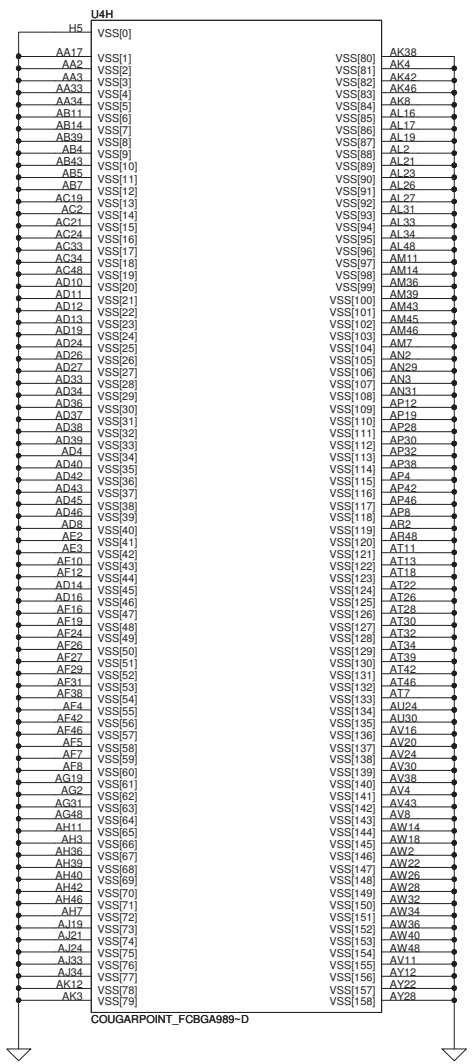 U4H
H5 VSS[0]
AA17 VSS[1]
AA2 VSS[2]
AA3 VSS[3]
AA33 VSS[4]
AA34 VSS[5]
AB11 VSS[6]
AB14 VSS[7]
AB39 VSS[8]
AB4 VSS[9]
AB43 VSS[10]
AB5 VSS[11]
AB7 VSS[12]
AC19 VSS[13]
AC2 VSS[14]
AC21 VSS[15]
AC24 VSS[16]
AC33 VSS[17]
AC34 VSS[18]
AC48 VSS[19]
AD10 VSS[20]
AD11 VSS[21]
AD12 VSS[22]
AD13 VSS[23]
AD19 VSS[24]
AD24 VSS[25]
AD26 VSS[26]
AD27 VSS[27]
AD33 VSS[28]
AD34 VSS[29]
AD36 VSS[30]
AD37 VSS[31]
AD38 VSS[32]
AD39 VSS[33]
AD4 VSS[34]
AD40 VSS[35]
AD42 VSS[36]
AD43 VSS[37]
AD45 VSS[38]
AD46 VSS[39]
AD8 VSS[40]
AE2 VSS[41]
AE3 VSS[42]
AF10 VSS[43]
AF12 VSS[44]
AD14 VSS[45]
AD16 VSS[46]
AF16 VSS[47]
AF19 VSS[48]
AF24 VSS[49]
AF26 VSS[50]
AF27 VSS[51]
AF29 VSS[52]
AF31 VSS[53]
AF38 VSS[54]
AF4 VSS[55]
AF42 VSS[56]
AF46 VSS[57]
AF5 VSS[58]
AF7 VSS[59]
AF8 VSS[60]
AG19 VSS[61]
AG2 VSS[62]
AG31 VSS[63]
AG48 VSS[64]
AH11 VSS[65]
AH3 VSS[66]
AH36 VSS[67]
AH39 VSS[68]
AH40 VSS[69]
AH42 VSS[70]
AH46 VSS[71]
AH7 VSS[72]
AJ19 VSS[73]
AJ21 VSS[74]
AJ24 VSS[75]
AJ33 VSS[76]
AJ34 VSS[77]
AK12 VSS[78]
AK3 VSS[79]
VSS[80] AK38
VSS[81] AK4
VSS[82] AK42
VSS[83] AK46
VSS[84] AK8
VSS[85] AL16
VSS[86] AL17
VSS[87] AL19
VSS[88] AL2
VSS[89] AL21
VSS[90] AL23
VSS[91] AL26
VSS[92] AL27
VSS[93] AL31
VSS[94] AL33
VSS[95] AL34
VSS[96] AL48
VSS[97] AM11
VSS[98] AM14
VSS[99] AM36
VSS[100] AM39
VSS[101] AM43
VSS[102] AM45
VSS[103] AM46
VSS[104] AM7
VSS[105] AN2
VSS[106] AN29
VSS[107] AN3
VSS[108] AN31
VSS[109] AP12
VSS[110] AP19
VSS[111] AP28
VSS[112] AP30
VSS[113] AP32
VSS[114] AP38
VSS[115] AP4
VSS[116] AP42
VSS[117] AP46
VSS[118] AP8
VSS[119] AR2
VSS[120] AR48
VSS[121] AT11
VSS[122] AT13
VSS[123] AT18
VSS[124] AT22
VSS[125] AT26
VSS[126] AT28
VSS[127] AT30
VSS[128] AT32
VSS[129] AT34
VSS[130] AT39
VSS[131] AT42
VSS[132] AT46
VSS[133] AT7
VSS[134] AU24
VSS[135] AU30
VSS[136] AV16
VSS[137] AV20
VSS[138] AV24
VSS[139] AV30
VSS[140] AV38
VSS[141] AV4
VSS[142] AV43
VSS[143] AV8
VSS[144] AW14
VSS[145] AW18
VSS[146] AW2
VSS[147] AW22
VSS[148] AW26
VSS[149] AW28
VSS[150] AW32
VSS[151] AW34
VSS[152] AW36
VSS[153] AW40
VSS[154] AW48
VSS[155] AV11
VSS[156] AY12
VSS[157] AY22
VSS[158] AY28
COUGARPOINT_FCBGA989~D